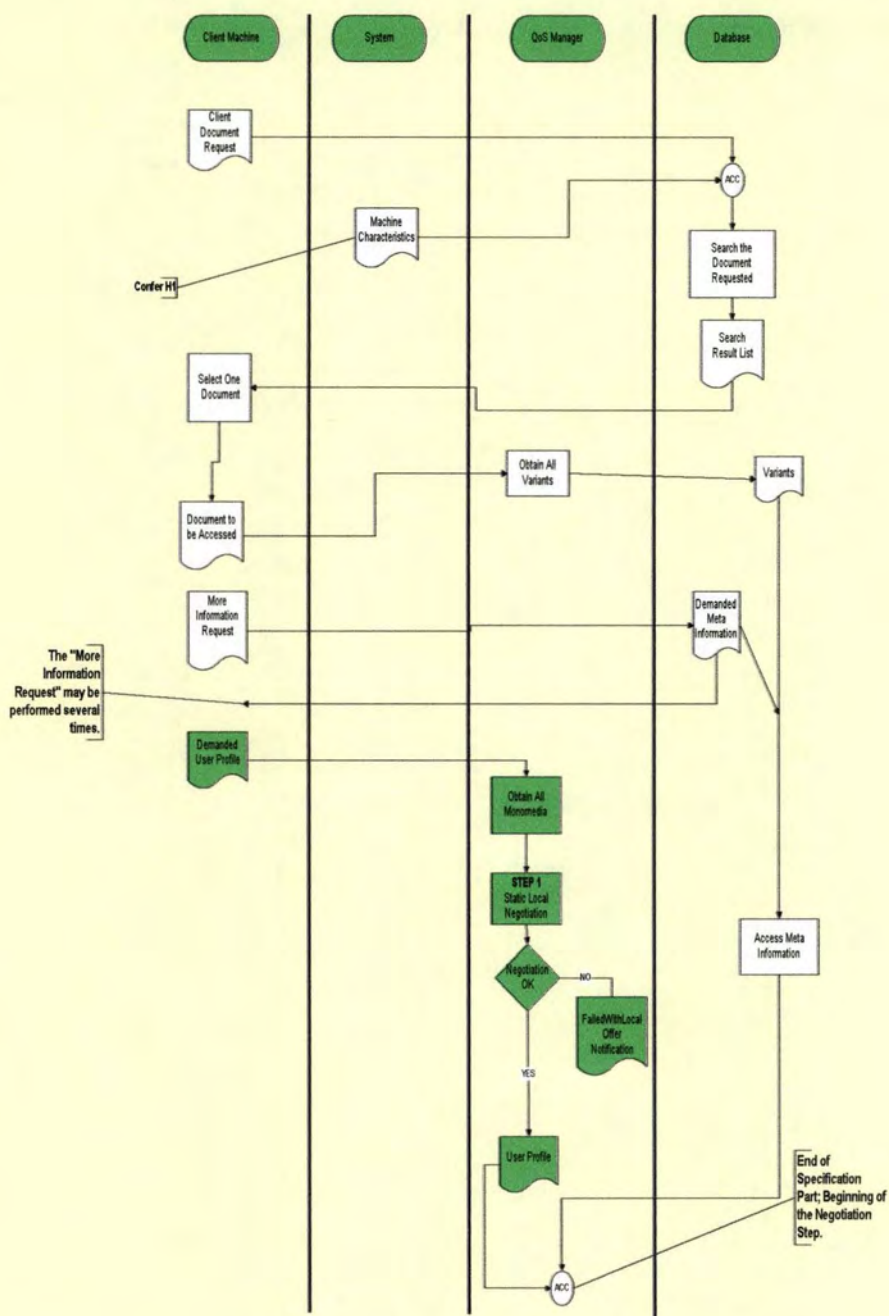 Client Machine
System
QoS Manager
Database
Client
Document
Request
ACC
Machine
Characteristics
Search the
Document
Requested
Confer H1
Search
Result List
Select One
Document
Obtain All
Variants
Variants
Document to
be Accessed
More
Information
Request
Demanded
Meta
Information
The "More
Information
Request" may be
performed several
times.
Demanded
User Profile
Obtain All
Monomedia
STEP 1
Static Local
Negotiation
Access Meta
Information
Negotiation
OK
NO
FailedWithLocal
Offer
Notification
YES
User Profile
End of
Specification
Part; Beginning of
the Negotiation
Step.
ACC